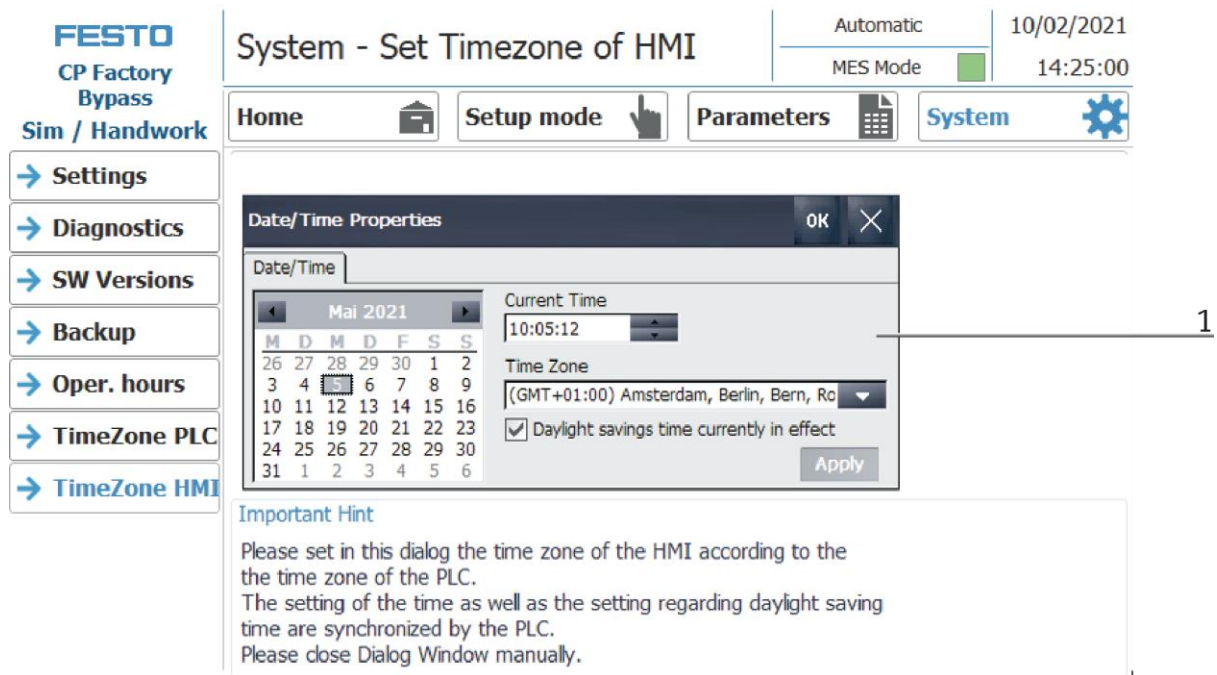 FESTO
CP Factory
Bypass
Sim / Handwork
System - Set Timezone of HMI
Automatic
MES Mode
10/02/2021
14:25:00
Home
Setup mode
Parameters
System
Settings
Diagnostics
SW Versions
Backup
Oper. hours
TimeZone PLC
TimeZone HMI
Date/Time Properties
OK
Date/Time
Mai 2021
M D M D F S S
26 27 28 29 30 1 2
3 4 5 6 7 8 9
10 11 12 13 14 15 16
17 18 19 20 21 22 23
24 25 26 27 28 29 30
31 1 2 3 4 5 6
Current Time
10:05:12
Time Zone
(GMT+01:00) Amsterdam, Berlin, Bern, Ro
Daylight savings time currently in effect
Apply
1
Important Hint
Please set in this dialog the time zone of the HMI according to the
the time zone of the PLC.
The setting of the time as well as the setting regarding daylight saving
time are synchronized by the PLC.
Please close Dialog Window manually.